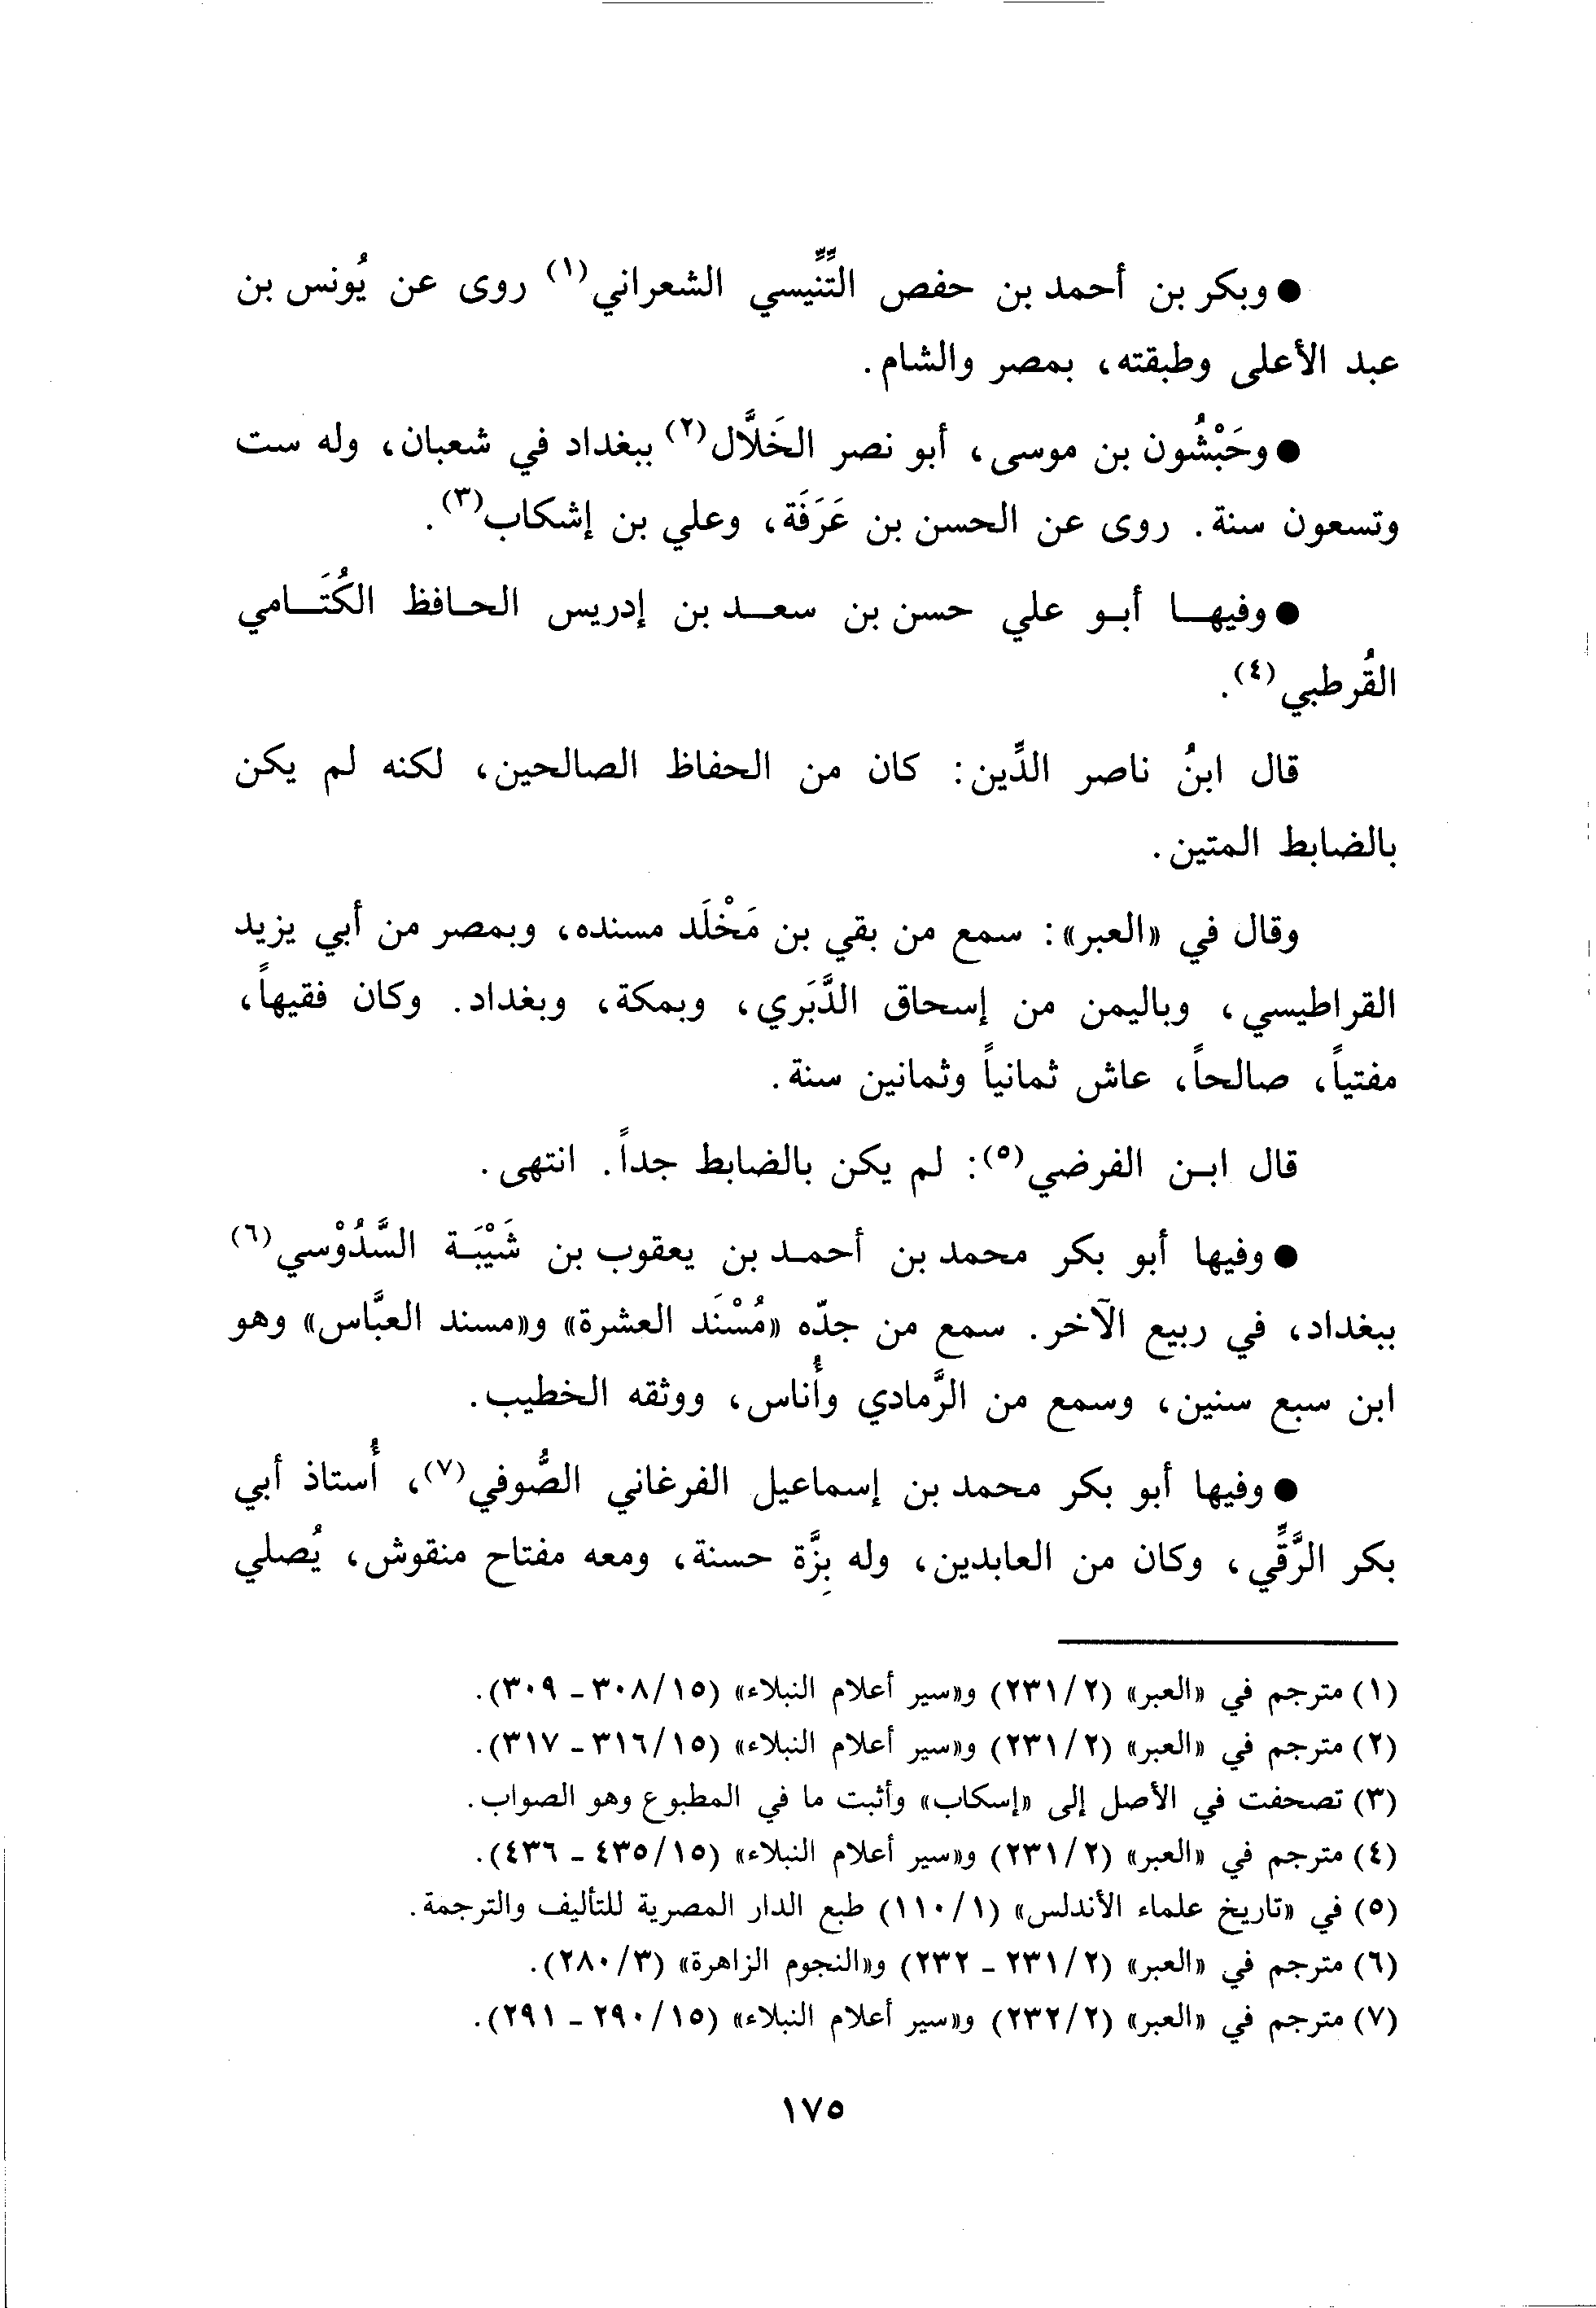 ● وبكر بن أحمد بن حفص التِّنِّيسي الشعراني(١) روى عن يُونس بن
عبد الأعلى وطبقته، بمصر والشام.
● وحَبْشُون بن موسى، أبو نصر الخَلَّال(٢) ببغداد في شعبان، وله ست
وتسعون سنة. روى عن الحسن بن عَرَفَة، وعلي بن إشكاب(٣).
● وفيها أبو علي حسن بن سعد بن إدريس الحافظ الكُتَامي
القُرطبي(٤).
قال ابنُ ناصر الدِّين: كان من الحفاظ الصالحين، لكنه لم يكن
بالضابط المتين.
وقال في «العبر»: سمع من بقي بن مَخْلَد مسنده، وبمصر من أبي يزيد
القراطيسي، وباليمن من إسحاق الدَّبَري، وبمكة، وبغداد. وكان فقيهاً،
مفتياً، صالحاً، عاش ثمانياً وثمانين سنة.
قال ابن الفرضي(٥): لم يكن بالضابط جداً. انتهى.
● وفيها أبو بكر محمد بن أحمد بن يعقوب بن شَيْبَة السَّدُوْسي(٦)
ببغداد، في ربيع الآخر. سمع من جدّه «مُسْنَد العشرة» و«مسند العبَّاس» وهو
ابن سبع سنين، وسمع من الرَّمادي وأُناس، ووثقه الخطيب.
● وفيها أبو بكر محمد بن إسماعيل الفرغاني الصُّوفي(٧)، أُستاذ أبي
بكر الرَّقِّي، وكان من العابدين، وله بِزَّة حسنة، ومعه مفتاح منقوش، يُصلي
(١) مترجم في «العبر» (٢/٢٣١) و«سير أعلام النبلاء» (١٥/٣٠٨ - ٣٠٩).
(٢) مترجم في «العبر» (٢/٢٣١) و«سير أعلام النبلاء» (١٥/٣١٦ - ٣١٧).
(٣) تصحفت في الأصل إلى «إسكاب» وأثبت ما في المطبوع وهو الصواب.
(٤) مترجم في «العبر» (٢/٢٣١) و«سير أعلام النبلاء» (١٥/٤٣٥ - ٤٣٦).
(٥) في «تاريخ علماء الأندلس» (١/١١٠) طبع الدار المصرية للتأليف والترجمة.
(٦) مترجم في «العبر» (٢/٢٣١ - ٢٣٢) و«النجوم الزاهرة» (٣/٢٨٠).
(٧) مترجم في «العبر» (٢/٢٣٢) و«سير أعلام النبلاء» (١٥/٢٩٠ - ٢٩١).
١٧٥